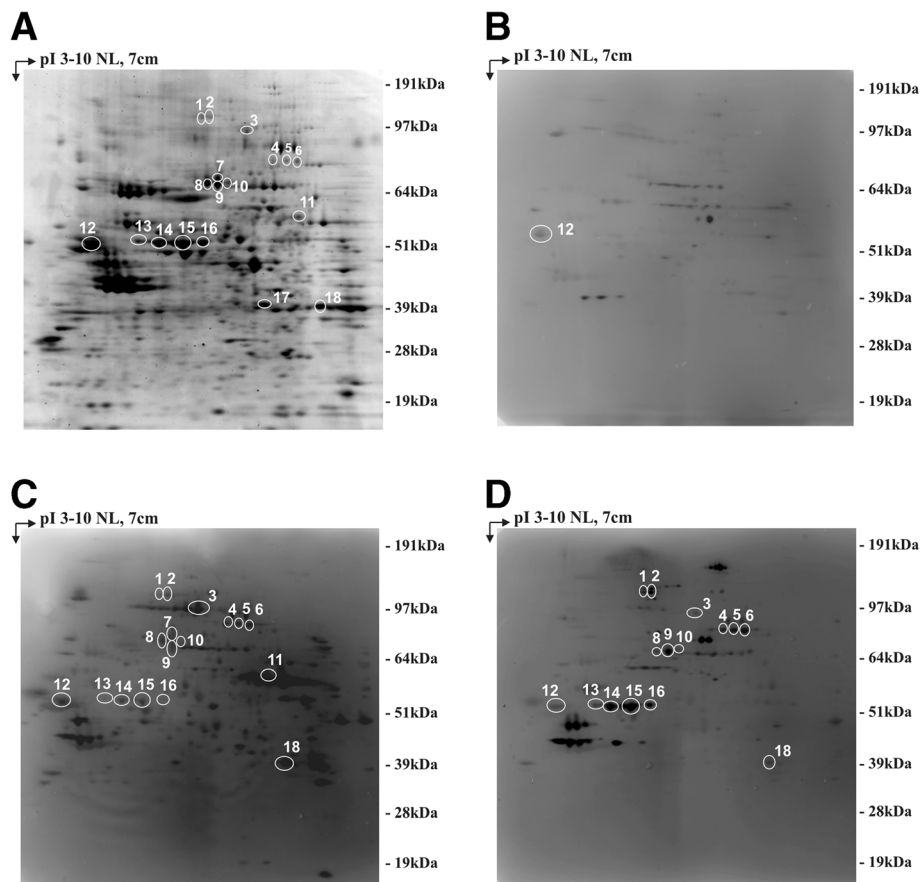 A
pI 3-10 NL, 7cm
1 2
3
4 5 6
7
8 10
9
11
12 13 14 15 16
17 18
- 191kDa
- 97kDa
- 64kDa
- 51kDa
- 39kDa
- 28kDa
- 19kDa
B
pI 3-10 NL, 7cm
12
- 191kDa
- 97kDa
- 64kDa
- 51kDa
- 39kDa
- 28kDa
- 19kDa
C
pI 3-10 NL, 7cm
1 2
3
4 5 6
7
8 10
9
11
12 13 14 15 16
18
- 191kDa
- 97kDa
- 64kDa
- 51kDa
- 39kDa
- 28kDa
- 19kDa
D
pI 3-10 NL, 7cm
1 2
3
4 5 6
8 9 10
12 13 14 15 16
18
- 191kDa
- 97kDa
- 64kDa
- 51kDa
- 39kDa
- 28kDa
- 19kDa